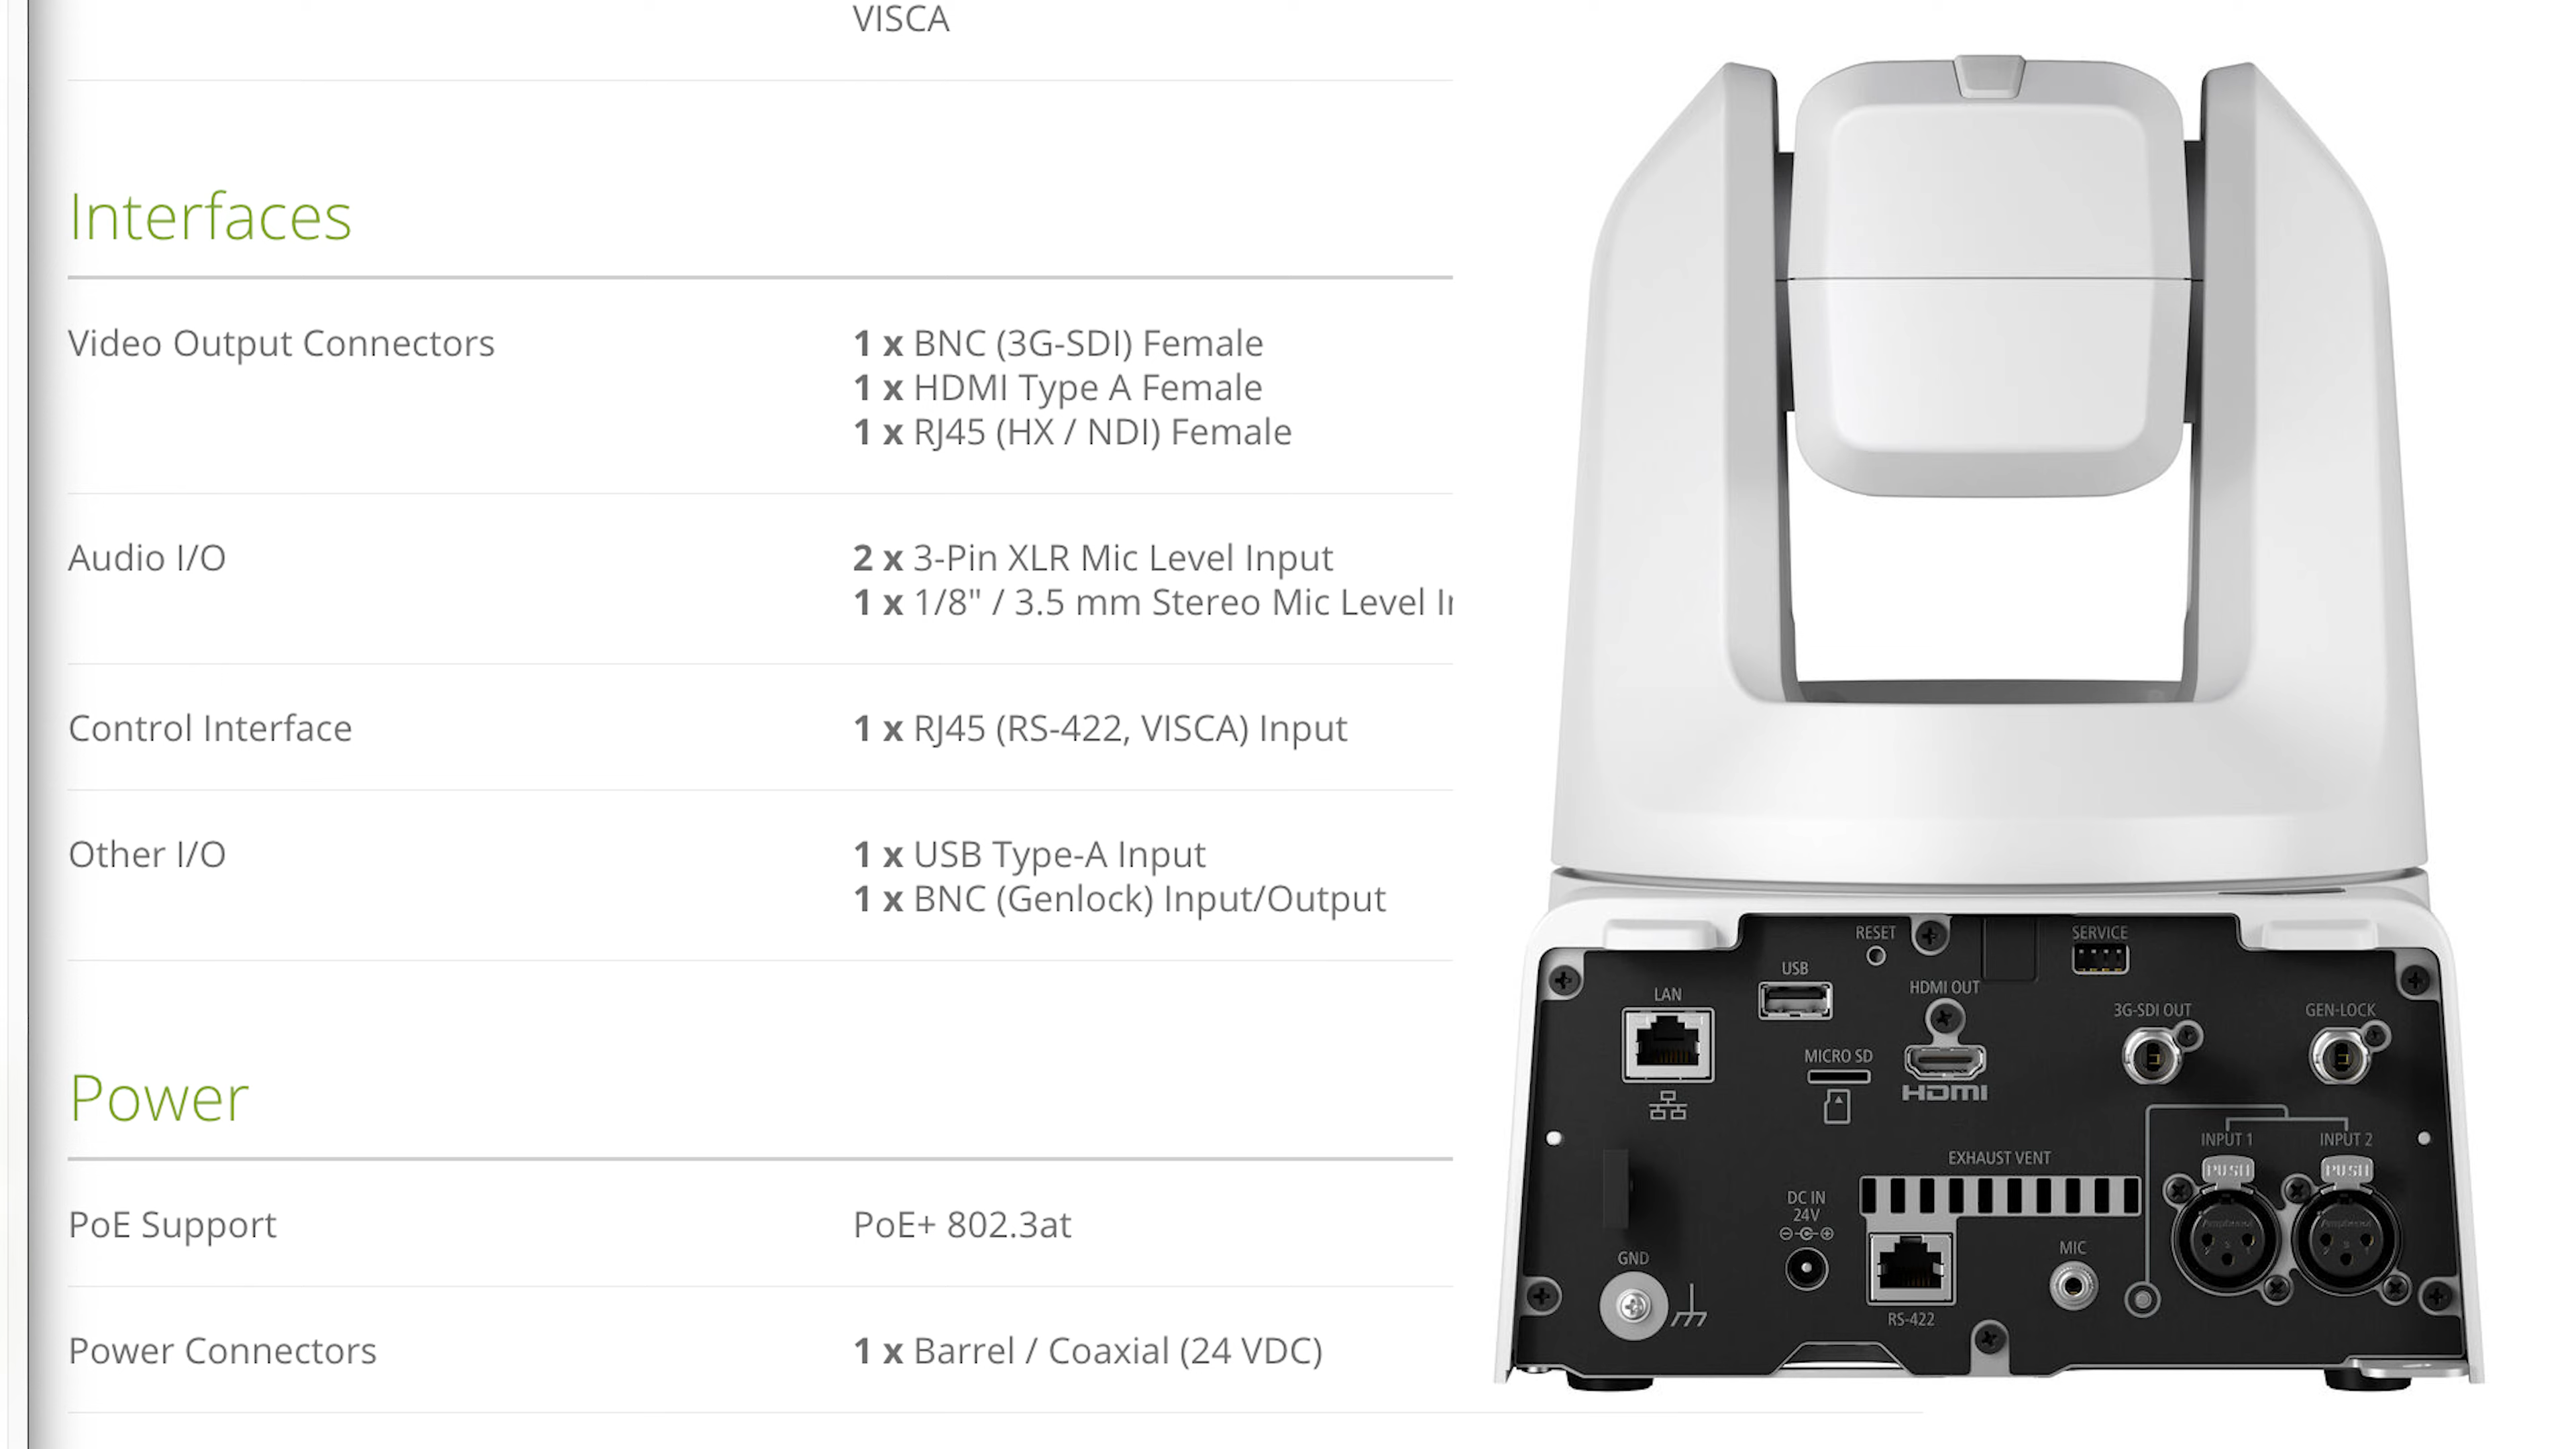 VISCA
Interfaces
Video Output Connectors
1 x BNC (3G-SDI) Female
1 x HDMI Type A Female
1 x RJ45 (HX / NDI) Female
Audio I/O
2 x 3-Pin XLR Mic Level Input
1 x 1/8" / 3.5 mm Stereo Mic Level
Control Interface
1 x RJ45 (RS-422, VISCA) Input
Other I/O
1 x USB Type-A Input
1 x BNC (Genlock) Input/Output
Power
PoE Support
PoE+ 802.3at
Power Connectors
1 x Barrel / Coaxial (24 VDC)
RESET
SERVICE
USB
LAN
HDMI OUT
3G-SDI OUT
GEN-LOCK
MICRO SD
HDMI
INPUT 1
INPUT 2
EXHAUST VENT
PUSH
PUSH
DC IN
24V
MIC
GND
RS-422